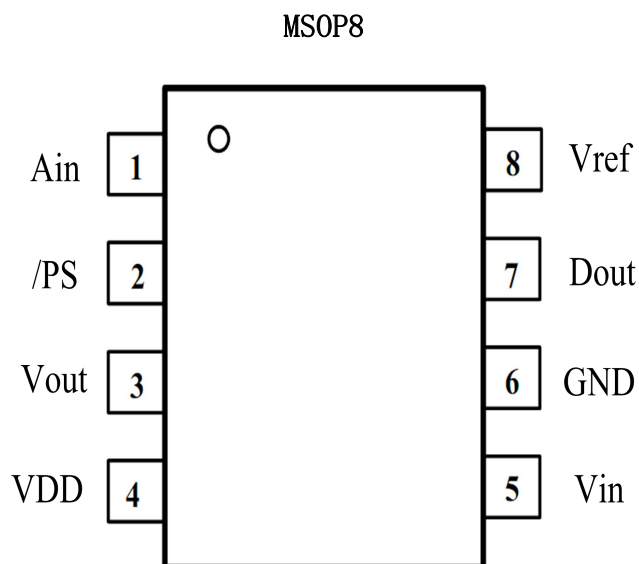 MSOP8
Ain 1 8 Vref
/PS 2 7 Dout
Vout 3 6 GND
VDD 4 5 Vin